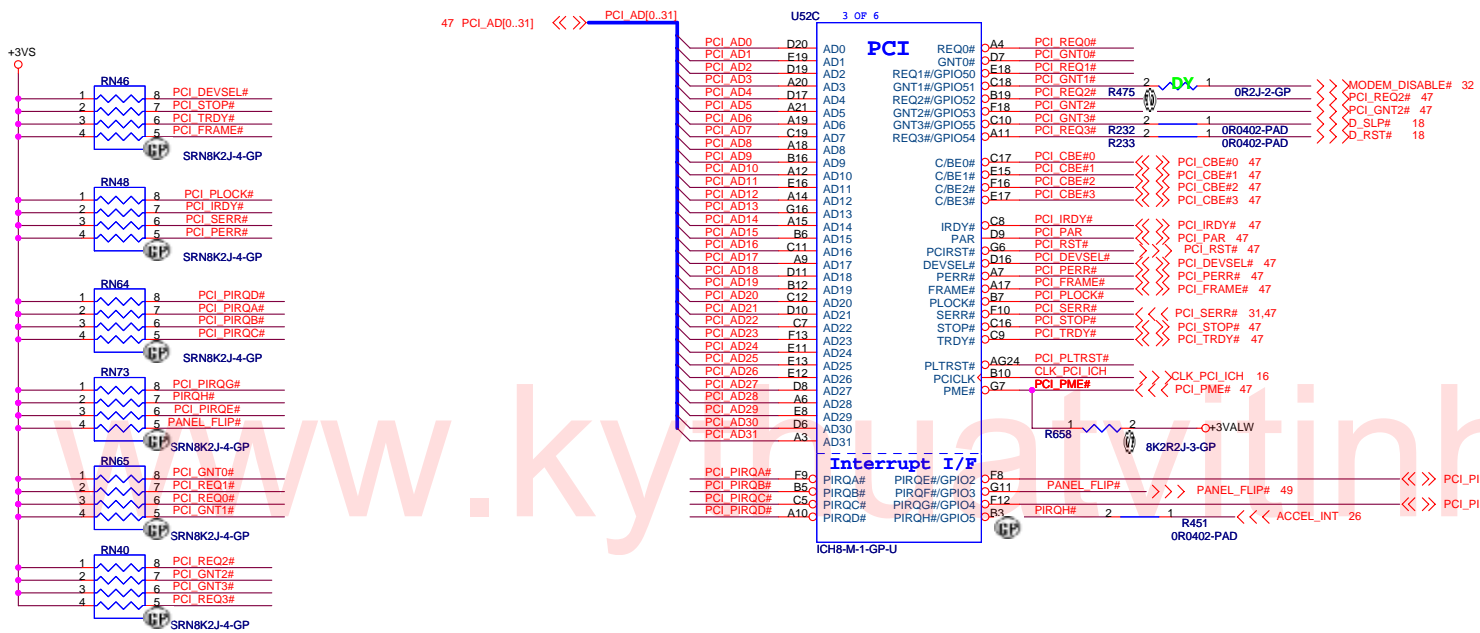 47 PCI_AD[0..31]
PCI_AD[0..31]
U52C
3 OF 6
PCI
+3VS
RN46
1 8 PCI_DEVSEL#
2 7 PCI_STOP#
3 6 PCI_TRDY#
4 5 PCI_FRAME#
GP
SRN8K2J-4-GP
RN48
1 8 PCI_PLOCK#
2 7 PCI_IRDY#
3 6 PCI_SERR#
4 5 PCI_PERR#
GP
SRN8K2J-4-GP
RN64
1 8 PCI_PIRQD#
2 7 PCI_PIRQA#
3 6 PCI_PIRQB#
4 5 PCI_PIRQC#
GP
SRN8K2J-4-GP
RN73
1 8 PCI_PIRQG#
2 7 PIRQH#
3 6 PCI_PIRQE#
4 5 PANEL_FLIP#
GP
SRN8K2J-4-GP
RN65
1 8 PCI_GNT0#
2 7 PCI_REQ1#
3 6 PCI_REQ0#
4 5 PCI_GNT1#
GP
SRN8K2J-4-GP
RN40
1 8 PCI_REQ2#
2 7 PCI_GNT2#
3 6 PCI_GNT3#
4 5 PCI_REQ3#
GP
SRN8K2J-4-GP
PCI_AD0 D20 AD0
PCI_AD1 E19 AD1
PCI_AD2 D19 AD2
PCI_AD3 A20 AD3
PCI_AD4 D17 AD4
PCI_AD5 A21 AD5
PCI_AD6 A19 AD6
PCI_AD7 C19 AD7
PCI_AD8 A18 AD8
PCI_AD9 B16 AD9
PCI_AD10 A12 AD10
PCI_AD11 E16 AD11
PCI_AD12 A14 AD12
PCI_AD13 G16 AD13
PCI_AD14 A15 AD14
PCI_AD15 B6 AD15
PCI_AD16 C11 AD16
PCI_AD17 A9 AD17
PCI_AD18 D11 AD18
PCI_AD19 B12 AD19
PCI_AD20 C12 AD20
PCI_AD21 D10 AD21
PCI_AD22 C7 AD22
PCI_AD23 F13 AD23
PCI_AD24 E11 AD24
PCI_AD25 E13 AD25
PCI_AD26 E12 AD26
PCI_AD27 D8 AD27
PCI_AD28 A6 AD28
PCI_AD29 E8 AD29
PCI_AD30 D6 AD30
PCI_AD31 A3 AD31
REQ0# A4 PCI_REQ0#
GNT0# D7 PCI_GNT0#
REQ1#/GPIO50 E18 PCI_REQ1#
GNT1#/GPIO51 C18 PCI_GNT1# R475 2 DY 1 0R2J-2-GP MODEM_DISABLE# 32
REQ2#/GPIO52 B19 PCI_REQ2# PCI_REQ2# 47
GNT2#/GPIO53 F18 PCI_GNT2# PCI_GNT2# 47
GNT3#/GPIO55 C10 PCI_GNT3# R232 2 1 0R0402-PAD D_SLP# 18
REQ3#/GPIO54 A11 PCI_REQ3# R233 2 1 0R0402-PAD D_RST# 18
C/BE0# C17 PCI_CBE#0 PCI_CBE#0 47
C/BE1# E15 PCI_CBE#1 PCI_CBE#1 47
C/BE2# F16 PCI_CBE#2 PCI_CBE#2 47
C/BE3# E17 PCI_CBE#3 PCI_CBE#3 47
IRDY# C8 PCI_IRDY# PCI_IRDY# 47
PAR D9 PCI_PAR PCI_PAR 47
PCIRST# G6 PCI_RST# PCI_RST# 47
DEVSEL# D16 PCI_DEVSEL# PCI_DEVSEL# 47
PERR# A7 PCI_PERR# PCI_PERR# 47
FRAME# A17 PCI_FRAME# PCI_FRAME# 47
PLOCK# B7 PCI_PLOCK#
SERR# F10 PCI_SERR# PCI_SERR# 31,47
STOP# C16 PCI_STOP# PCI_STOP# 47
TRDY# C9 PCI_TRDY# PCI_TRDY# 47
PLTRST# AG24 PCI_PLTRST#
PCICLK B10 CLK_PCI_ICH CLK_PCI_ICH 16
PME# G7 PCI_PME# PCI_PME# 47
R658 1 2 +3VALW
8K2R2J-3-GP
Interrupt I/F
PCI_PIRQA# F9 PIRQA# PIRQE#/GPIO2 F8 PCI_PI
PCI_PIRQB# B5 PIRQB# PIRQF#/GPIO3 G11 PANEL_FLIP# PANEL_FLIP# 49
PCI_PIRQC# C5 PIRQC# PIRQG#/GPIO4 F12 PCI_PI
PCI_PIRQD# A10 PIRQD# PIRQH#/GPIO5 B3 PIRQH# 2 1 ACCEL_INT 26
GP
R451
0R0402-PAD
ICH8-M-1-GP-U
www.kythuatvitinh